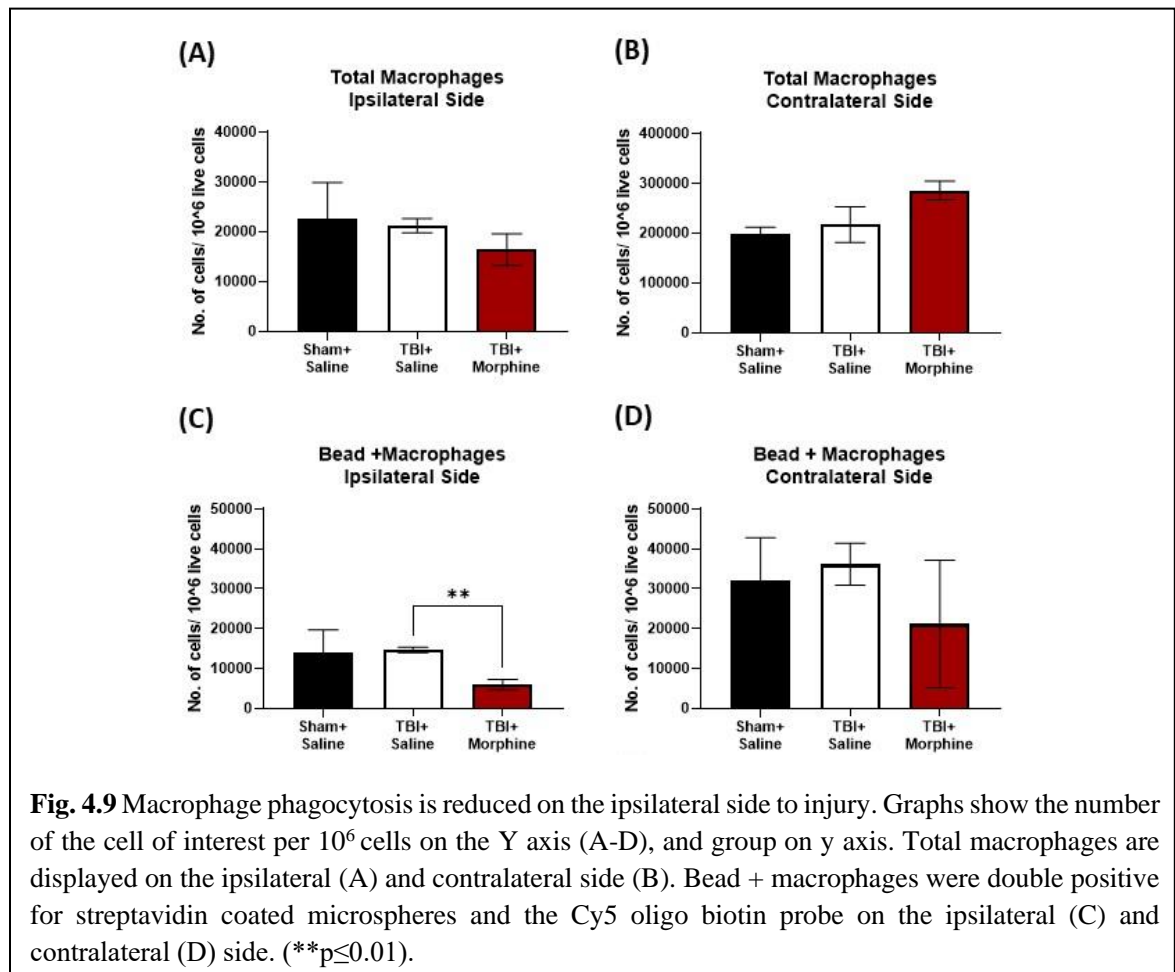 (A)
Total Macrophages
Ipsilateral Side
No. of cells/ 10^6 live cells
40000
30000
20000
10000
0
Sham+
Saline
TBI+
Saline
TBI+
Morphine
(B)
Total Macrophages
Contralateral Side
No. of cells/ 10^6 live cells
400000
300000
200000
100000
0
Sham+
Saline
TBI+
Saline
TBI+
Morphine
(C)
Bead +Macrophages
Ipsilateral Side
No. of cells/ 10^6 live cells
50000
40000
30000
20000
10000
0
**
Sham+
Saline
TBI+
Saline
TBI+
Morphine
(D)
Bead + Macrophages
Contralateral Side
No. of cells/ 10^6 live cells
50000
40000
30000
20000
10000
0
Sham+
Saline
TBI+
Saline
TBI+
Morphine
Fig. 4.9 Macrophage phagocytosis is reduced on the ipsilateral side to injury. Graphs show the number
of the cell of interest per 10⁶ cells on the Y axis (A-D), and group on y axis. Total macrophages are
displayed on the ipsilateral (A) and contralateral side (B). Bead + macrophages were double positive
for streptavidin coated microspheres and the Cy5 oligo biotin probe on the ipsilateral (C) and
contralateral (D) side. (**p≤0.01).